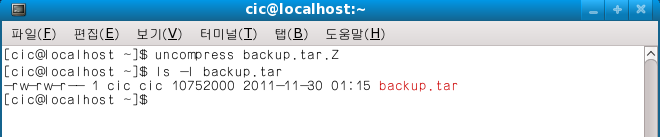 cic@localhost:~
파일(F) 편집(E) 보기(V) 터미널(T) 탭(B) 도움말(H)
[cic@localhost ~]$ uncompress backup.tar.Z
[cic@localhost ~]$ ls -l backup.tar
-rw-rw-r-- 1 cic cic 10752000 2011-11-30 01:15 backup.tar
[cic@localhost ~]$